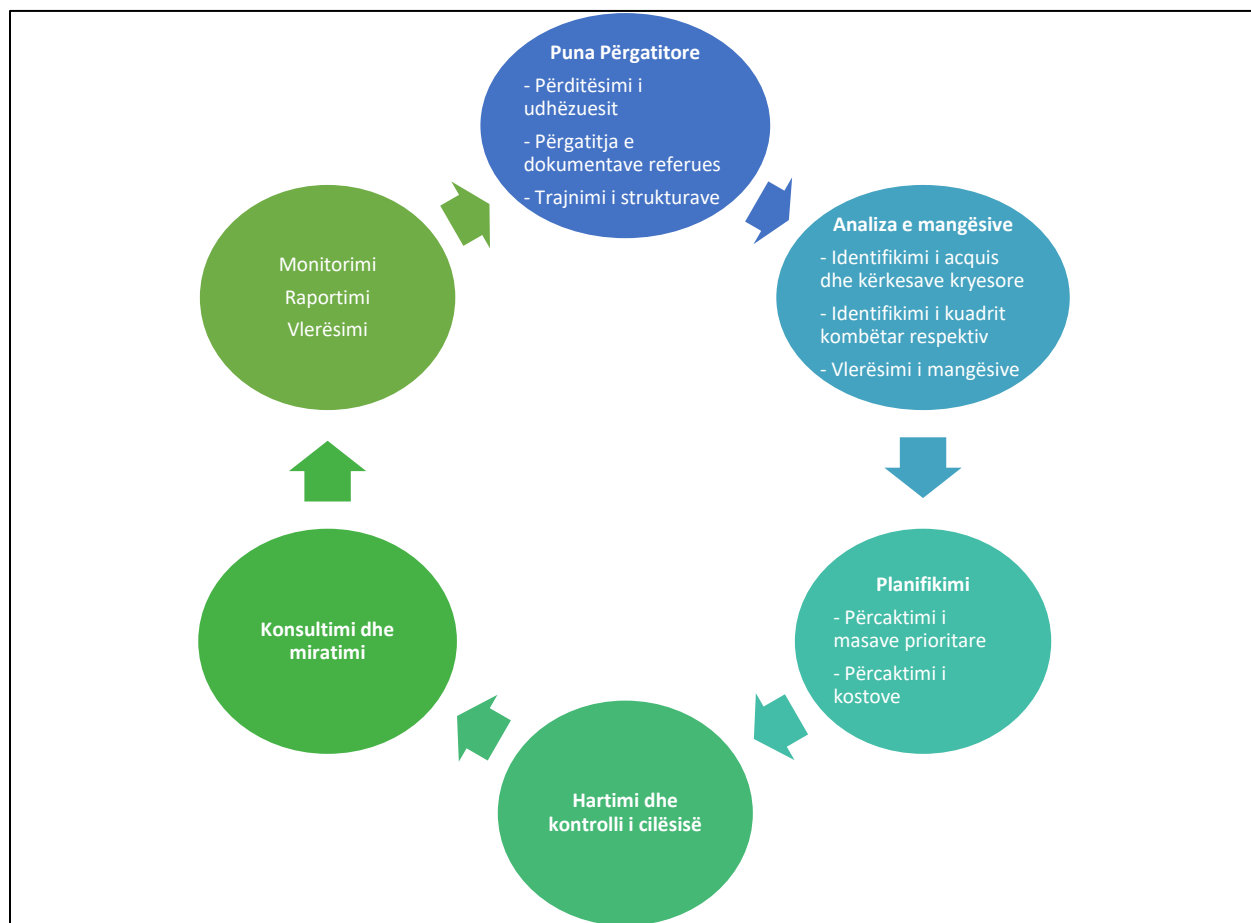 Puna Përgatitore
- Përditësimi i
udhëzuesit
- Përgatitja e
dokumentave referues
- Trajnimi i strukturave
Analiza e mangësive
- Identifikimi i acquis
dhe kërkesave kryesore
- Identifikimi i kuadrit
kombëtar respektiv
- Vlerësimi i mangësive
Planifikimi
- Përcaktimi i
masave prioritare
- Përcaktimi i
kostove
Hartimi dhe
kontrolli i cilësisë
Konsultimi dhe
miratimi
Monitorimi
Raportimi
Vlerësimi